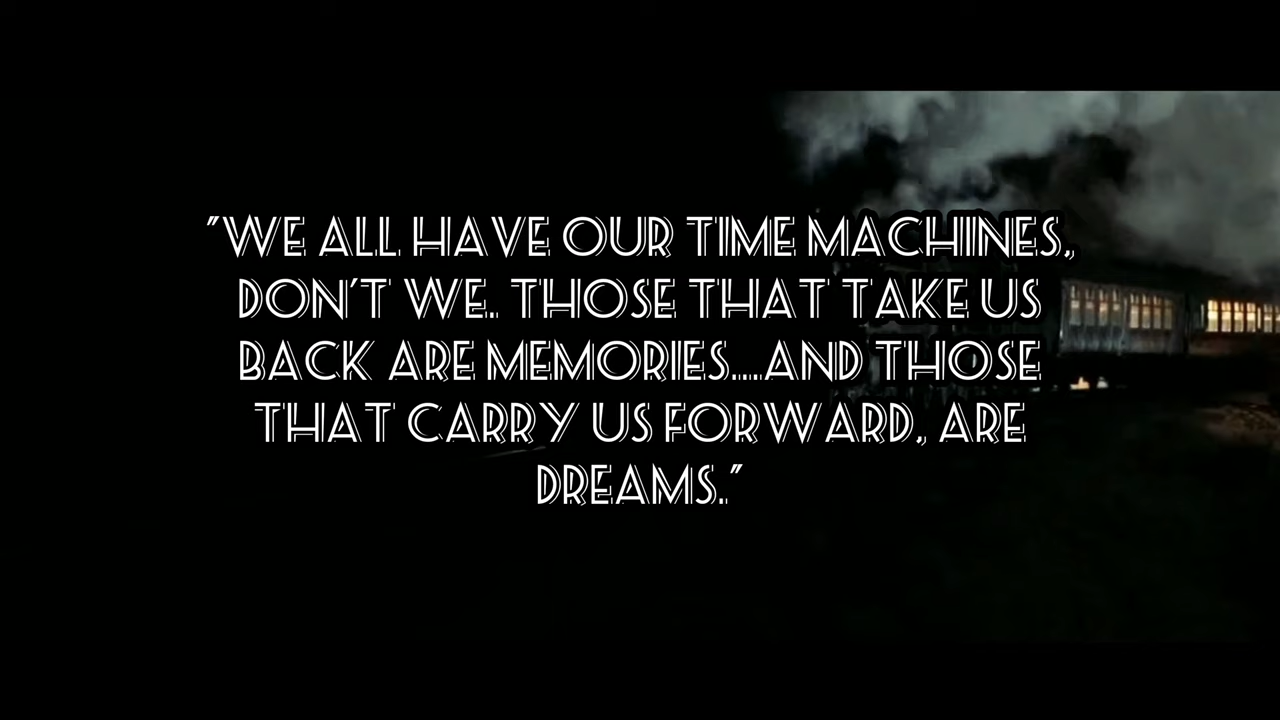 "WE ALL HAVE OUR TIME MACHINES,
DON'T WE. THOSE THAT TAKE US
BACK ARE MEMORIES....AND THOSE
THAT CARRY US FORWARD, ARE
DREAMS."